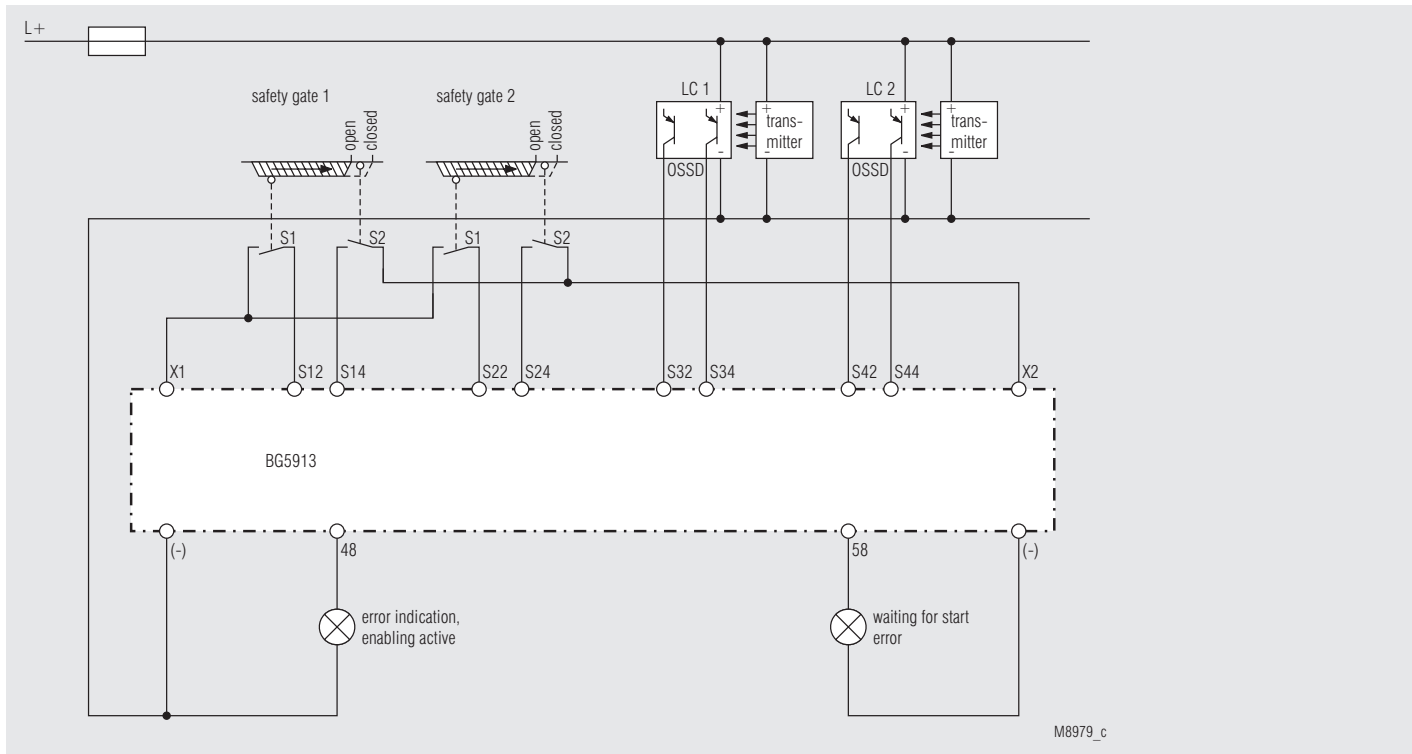 L+
safety gate 1
safety gate 2
LC 1
LC 2
open
closed
open
closed
+
trans-
mitter
-
-
+
trans-
mitter
-
-
OSSD
OSSD
S1
S2
S1
S2
X1
S12
S14
S22
S24
S32
S34
S42
S44
X2
BG5913
(-)
48
58
(-)
error indication,
enabling active
waiting for start
error
M8979_c